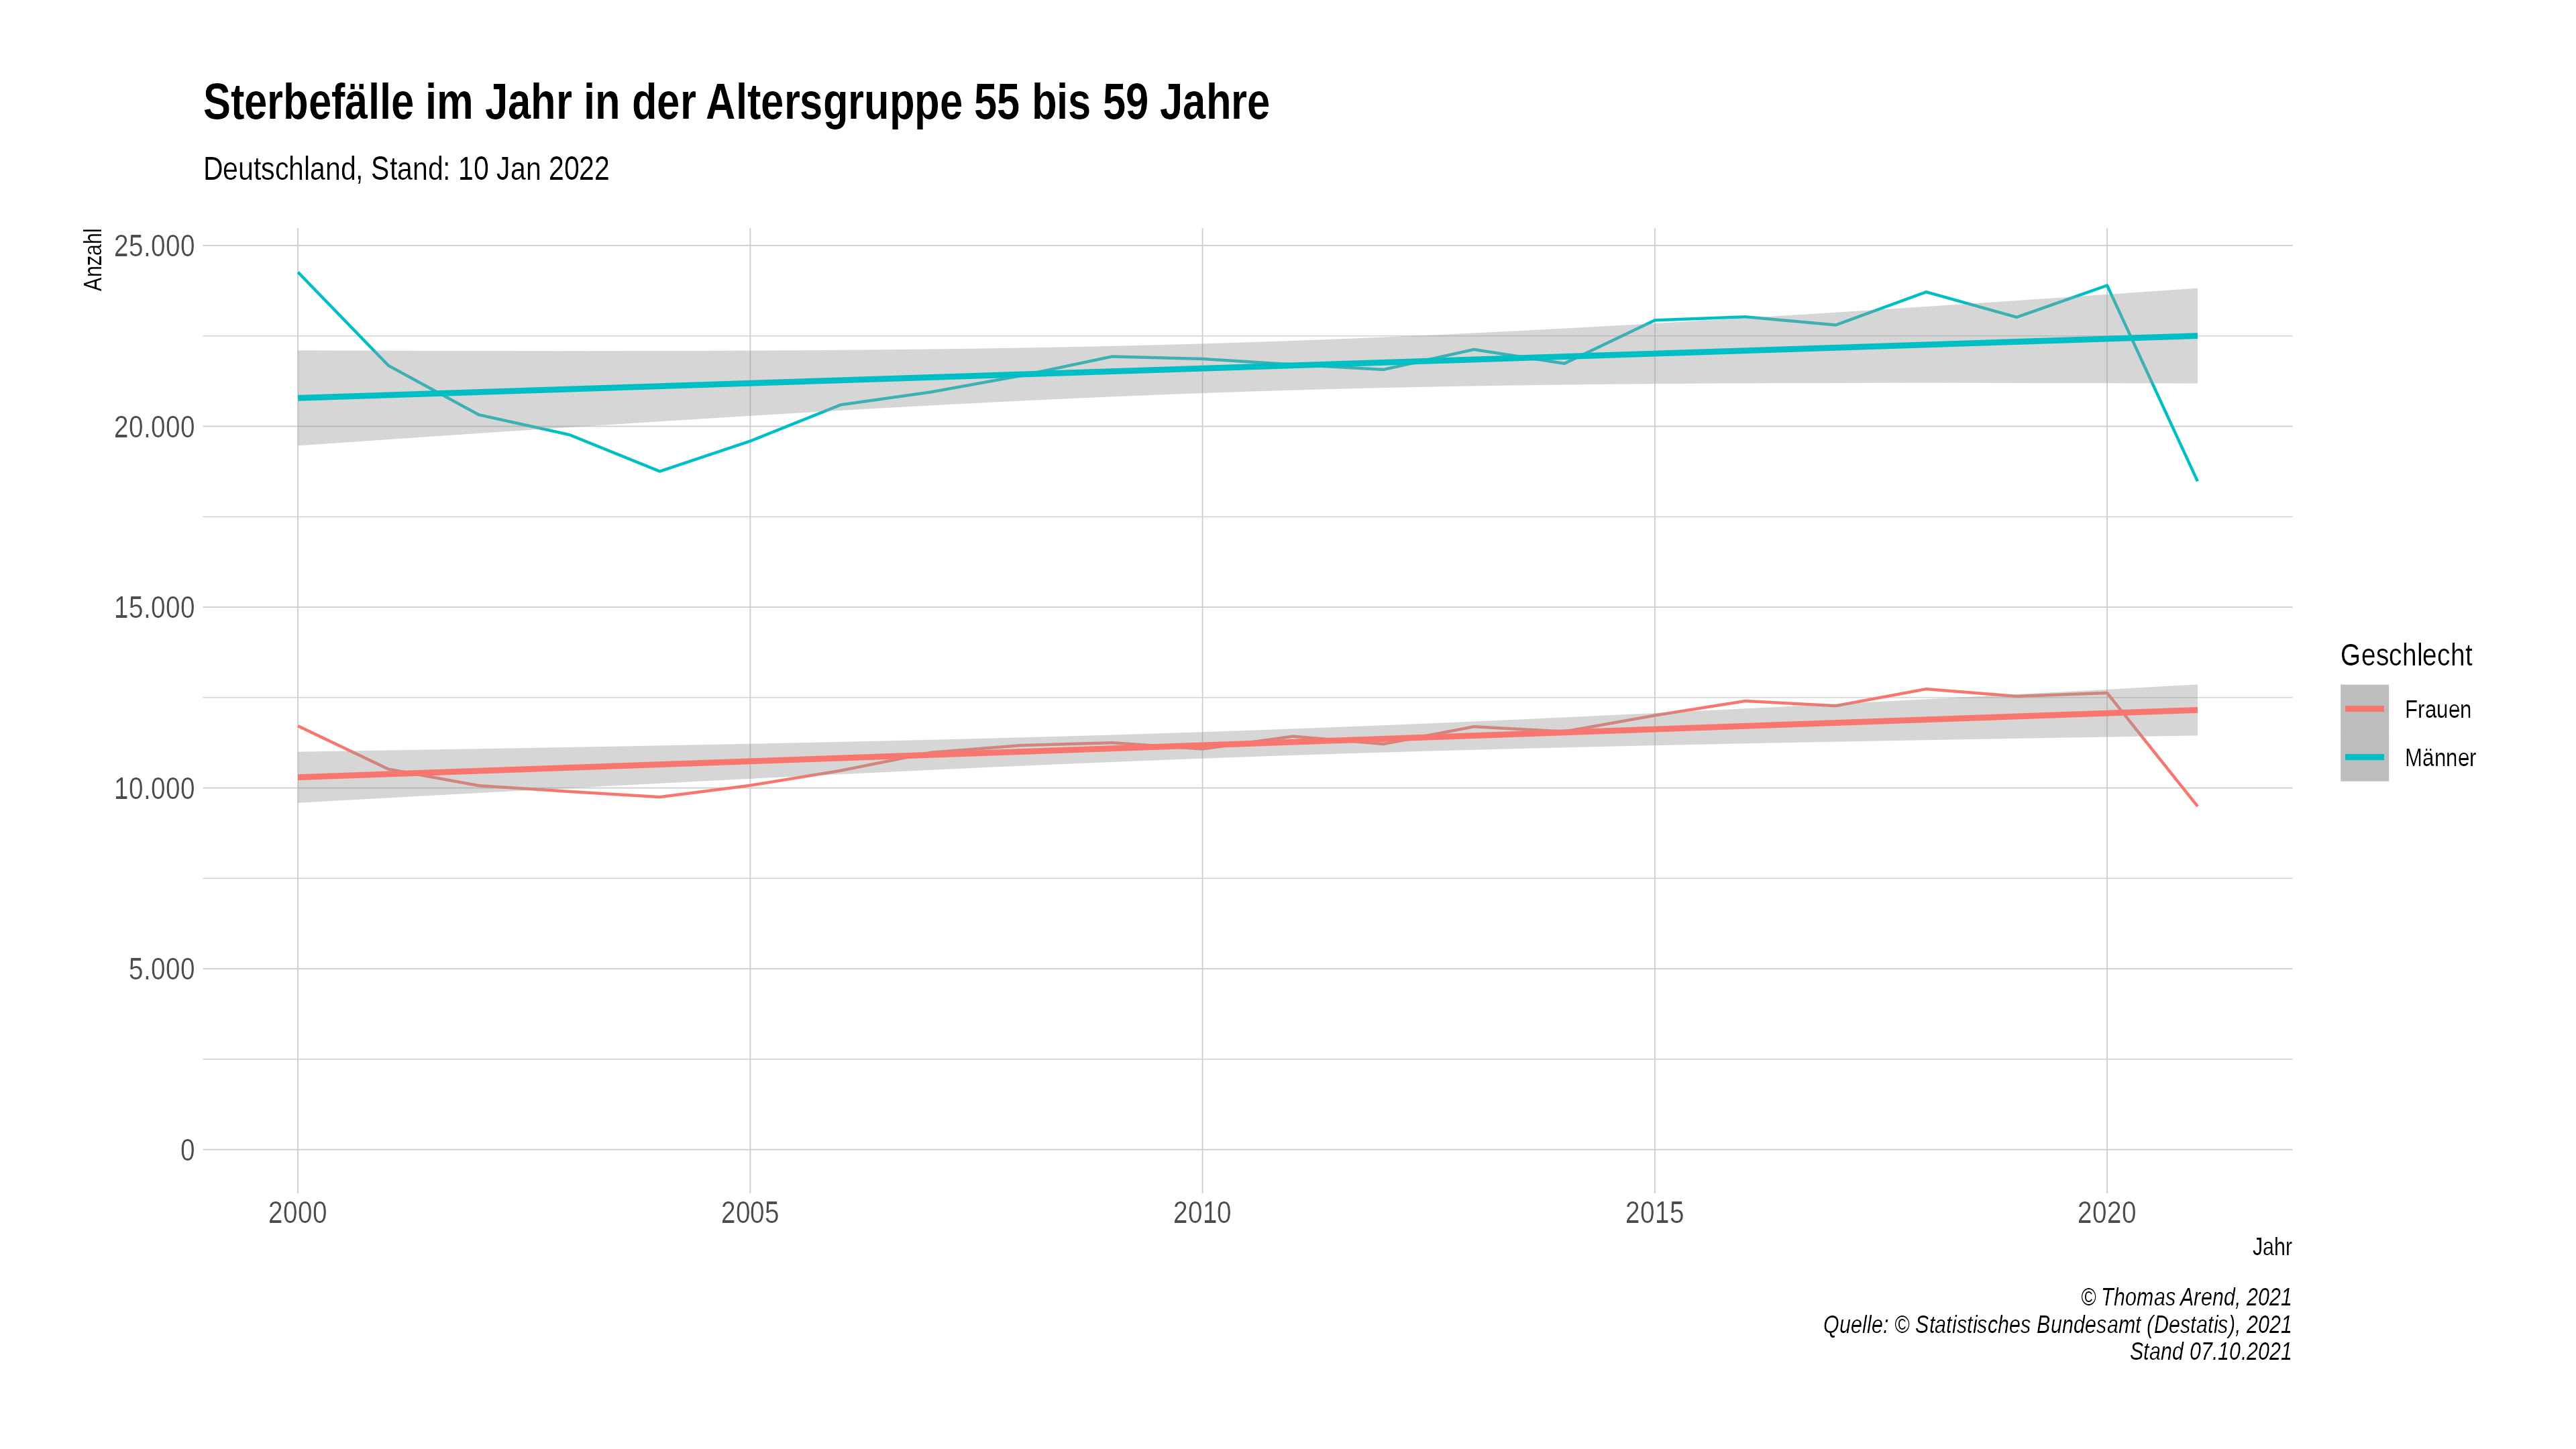 Sterbefälle im Jahr in der Altersgruppe 55 bis 59 Jahre
Deutschland, Stand: 10 Jan 2022
Anzahl
25.000
20.000
15.000
10.000
5.000
0
2000
2005
2010
2015
2020
Jahr
Geschlecht
Frauen
Männer
© Thomas Arend, 2021
Quelle: © Statistisches Bundesamt (Destatis), 2021
Stand 07.10.2021